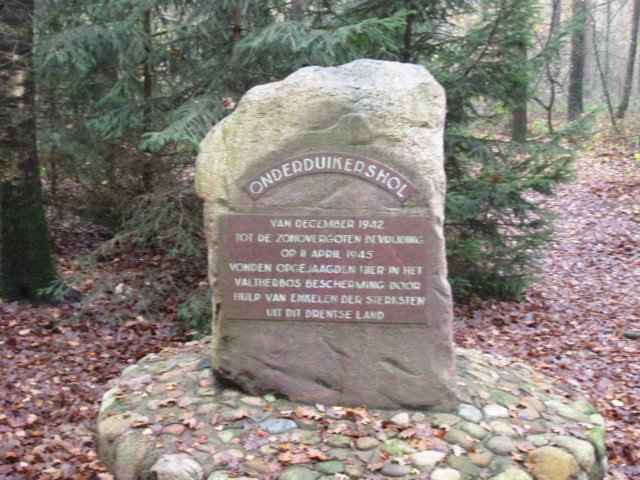 ONDERDUIKERSHOL
VAN DECEMBER 1942
TOT DE ZONOVERGOTEN BEVRIJDING
OP 11 APRIL 1945
VONDEN OPGEJAAGDEN HIER IN HET
VALTHERBOS BESCHERMING DOOR
HULP VAN ENKELEN DER STERKSTEN
UIT DIT DRENTSE LAND